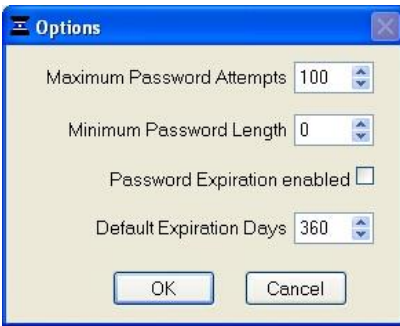 Options
Maximum Password Attempts 100
Minimum Password Length 0
Password Expiration enabled
Default Expiration Days 360
OK Cancel